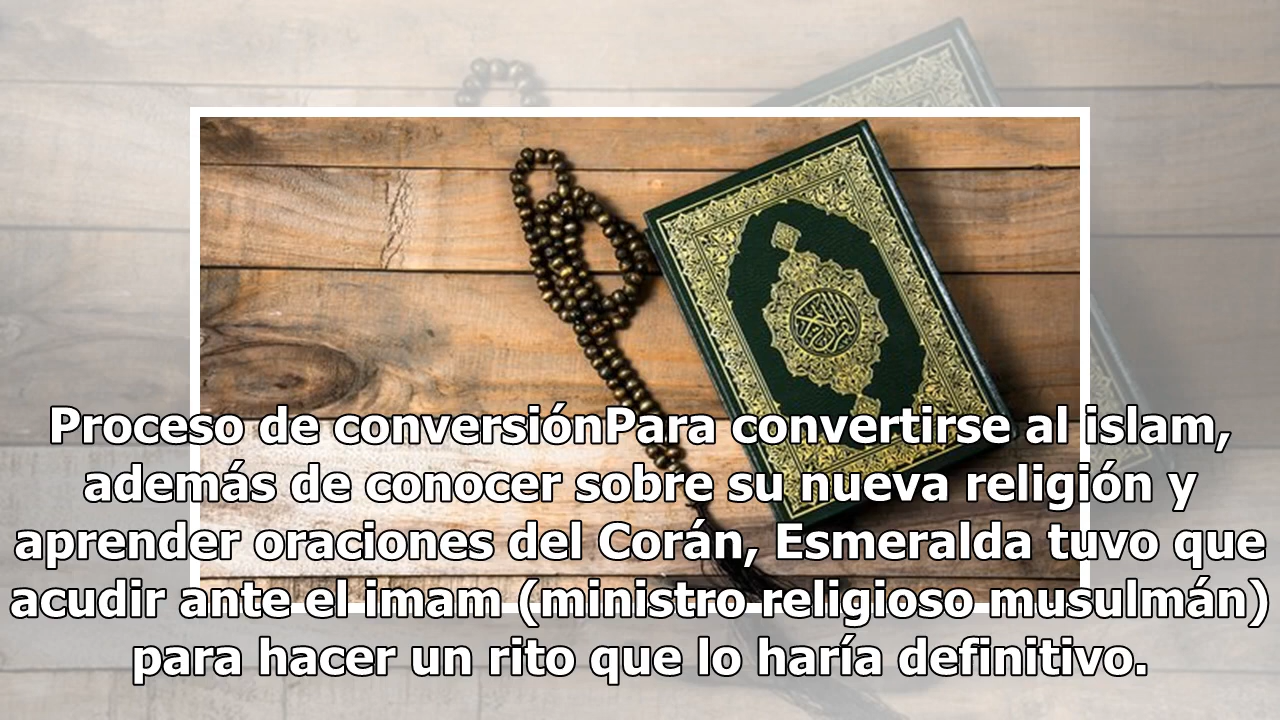 Proceso de conversiónPara convertirse al islam,
además de conocer sobre su nueva religión y
aprender oraciones del Corán, Esmeralda tuvo que
acudir ante el imam (ministro religioso musulmán)
para hacer un rito que lo haría definitivo.